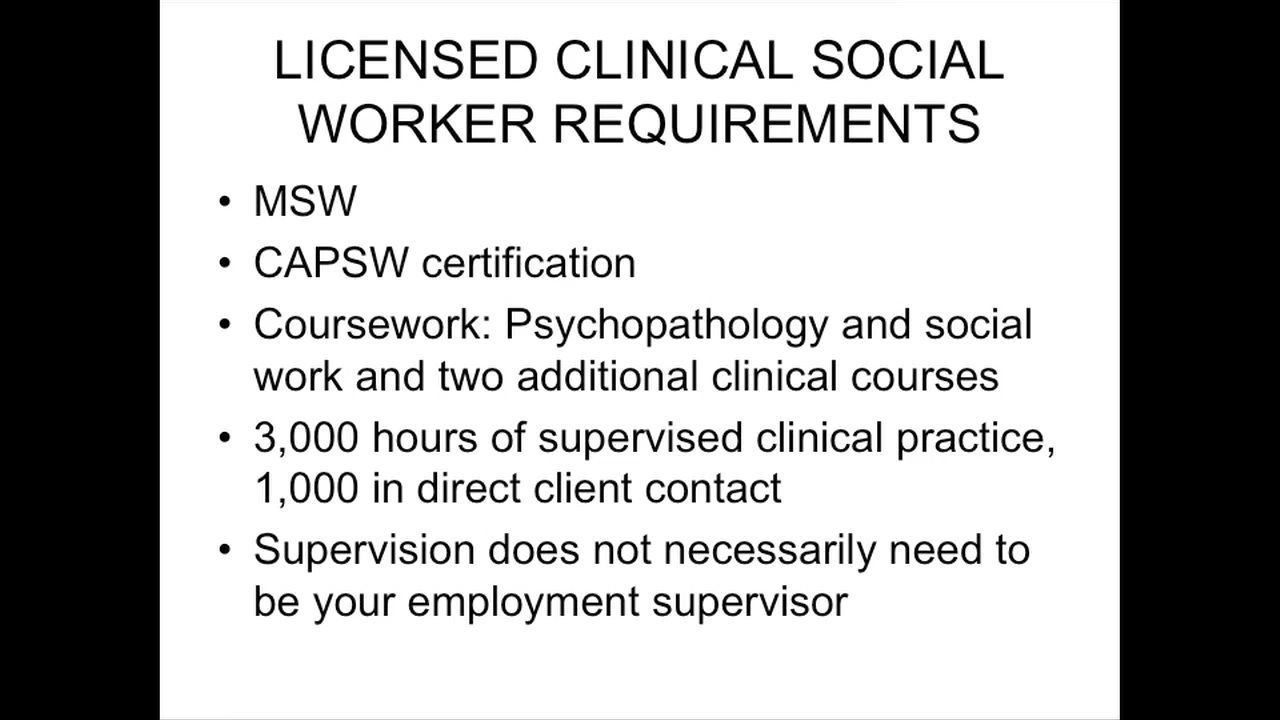 LICENSED CLINICAL SOCIAL
WORKER REQUIREMENTS
• MSW
• CAPSW certification
• Coursework: Psychopathology and social
work and two additional clinical courses
• 3,000 hours of supervised clinical practice,
1,000 in direct client contact
• Supervision does not necessarily need to
be your employment supervisor